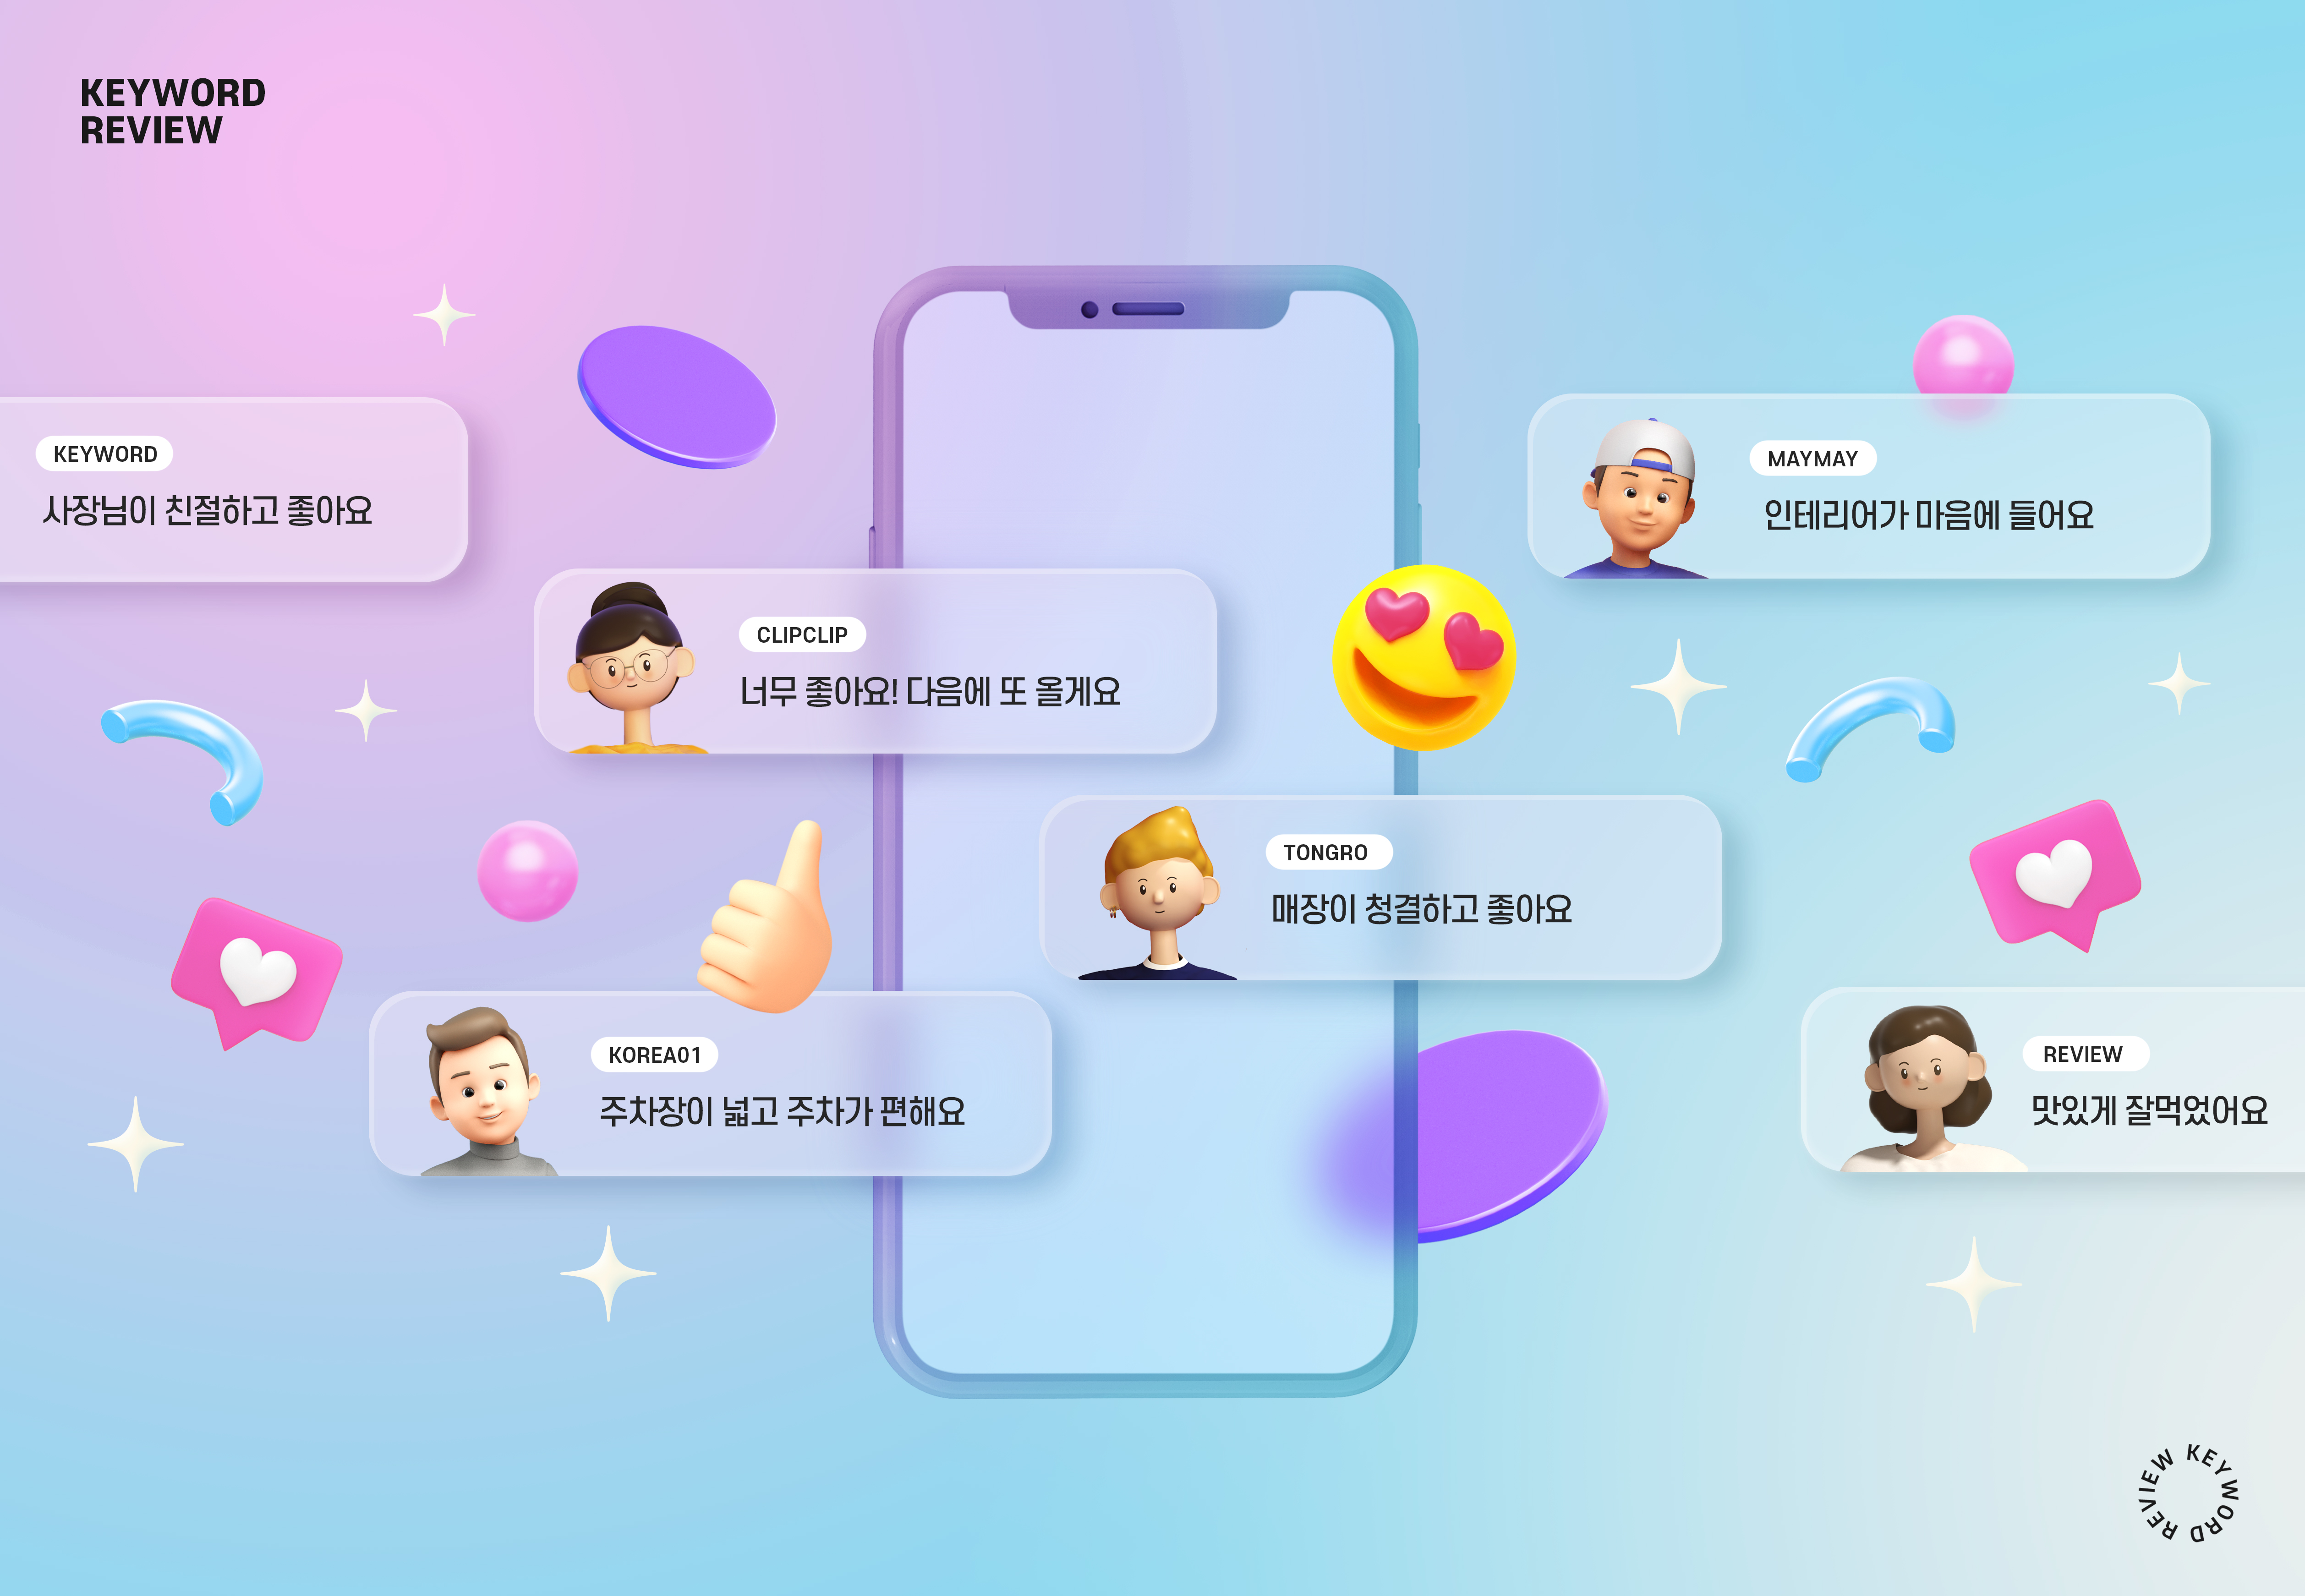 KEYWORD
REVIEW
KEYWORD
사장님이 친절하고 좋아요
MAYMAY
인테리어가 마음에 들어요
CLIPCLIP
너무 좋아요! 다음에 또 올게요
TONGRO
매장이 청결하고 좋아요
KOREA01
주차장이 넓고 주차가 편해요
REVIEW
맛있게 잘먹었어요
REVIEW KEYWORD